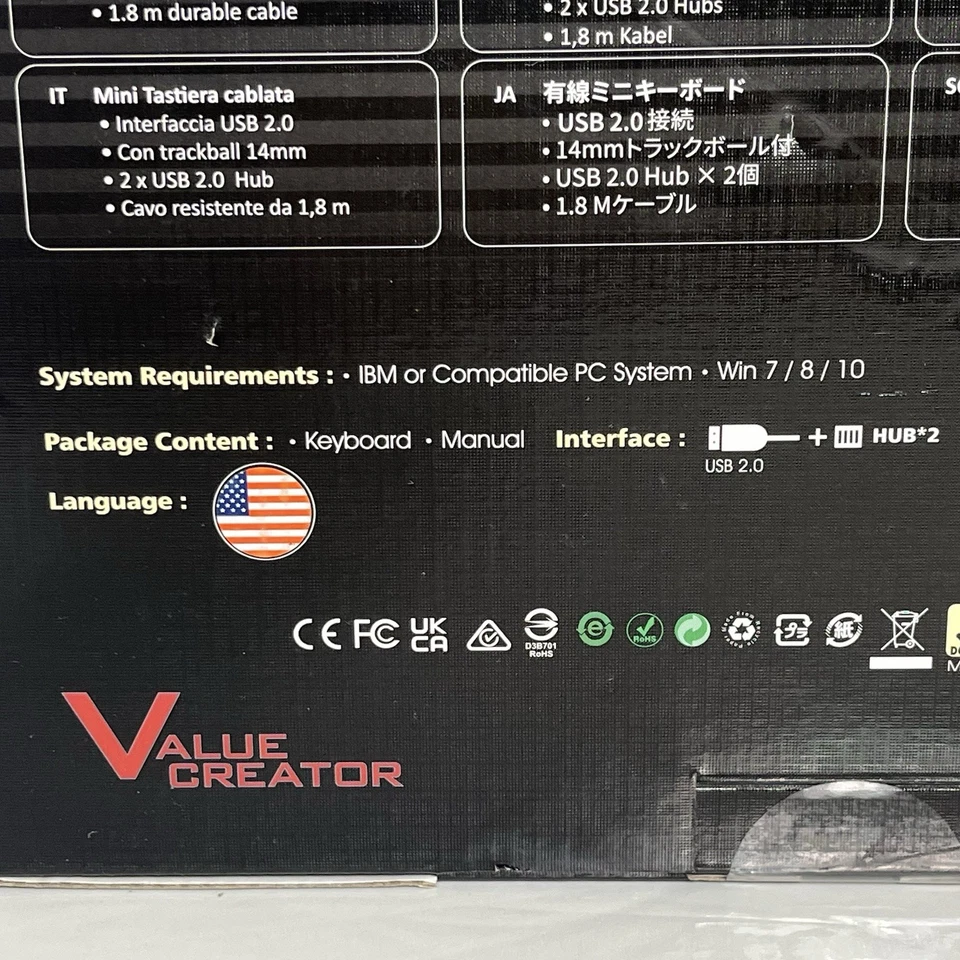 • 1.8 m durable cable
• 2 x USB 2.0 Hubs
• 1,8 m Kabel
IT Mini Tastiera cablata
• Interfaccia USB 2.0
• Con trackball 14mm
• 2 x USB 2.0 Hub
• Cavo resistente da 1,8 m
JA 有線ミニキーボード
• USB 2.0接続
• 14mmトラックボール付
• USB 2.0 Hub × 2個
• 1.8 Mケーブル
System Requirements : • IBM or Compatible PC System • Win 7 / 8 / 10
Package Content : • Keyboard • Manual Interface : + HUB*2
USB 2.0
Language :
CE FC UK CA
D3B701
RoHS
e
RoHS
プラ
紙
VALUE
CREATOR